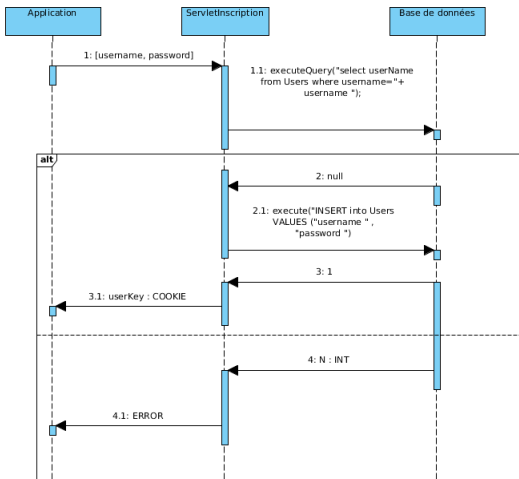 Application
ServletInscription
Base de données
1: [username, password]
1.1: executeQuery("select userName
from Users where username="+
username ");
alt
2: null
2.1: execute("INSERT into Users
VALUES ("username " ,
"password ")
3: 1
3.1: userKey : COOKIE
4: N : INT
4.1: ERROR